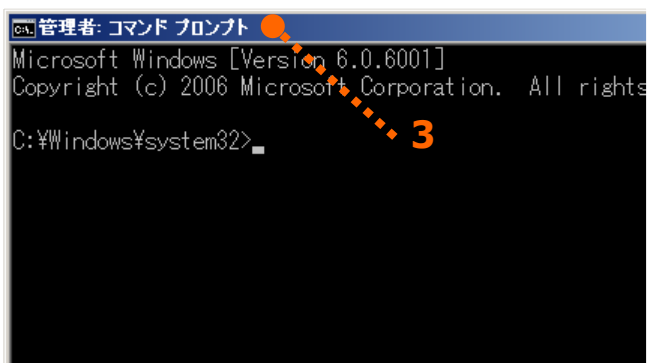 管理者: コマンド プロンプト
Microsoft Windows [Version 6.0.6001]
Copyright (c) 2006 Microsoft Corporation.  All rights
C:¥Windows¥system32>
3